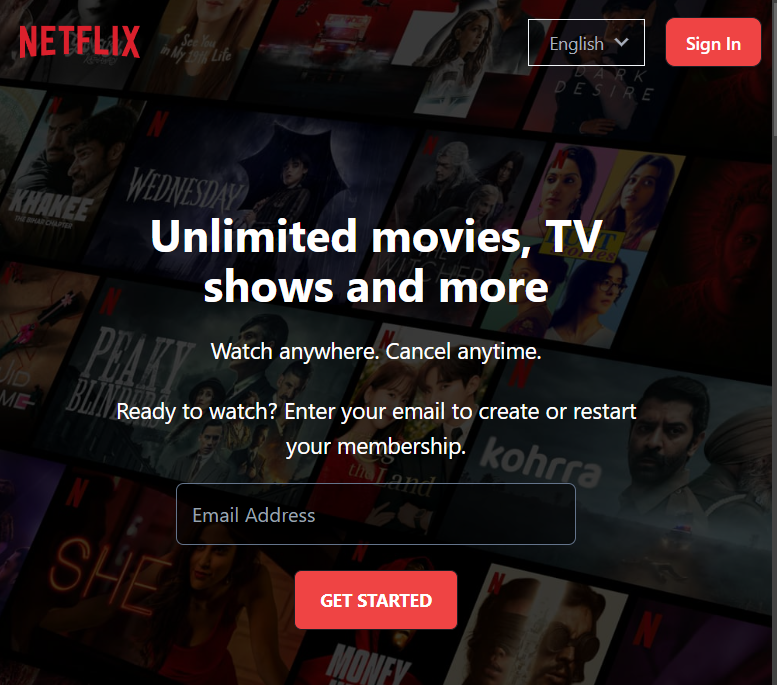 NETFLIX
English
Sign In
See You
in My 19th Life
DARK
DESIRE
KHAKEE
THE BIHAR CHAPTER
WEDNESDAY
Unlimited movies, TV
shows and more
WITCHER
Watch anywhere. Cancel anytime.
PEAKY
BLINDERS
Ready to watch? Enter your email to create or restart
your membership.
the Land
kohrra
Email Address
SHE
GET STARTED
MONEY